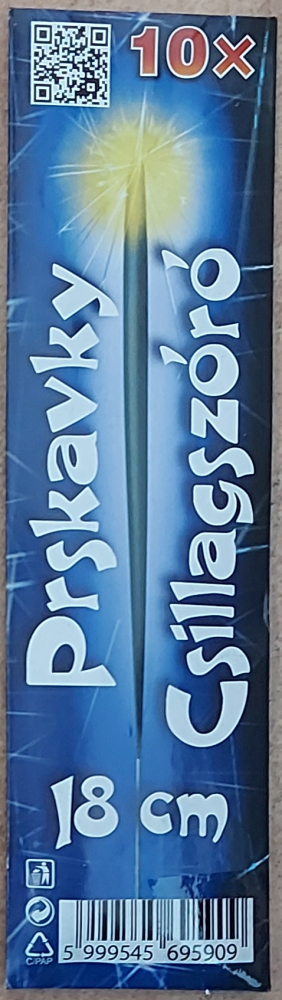 10×
Prskavky
Csillagszóró
18 cm
C/PAP
5 999545 695909